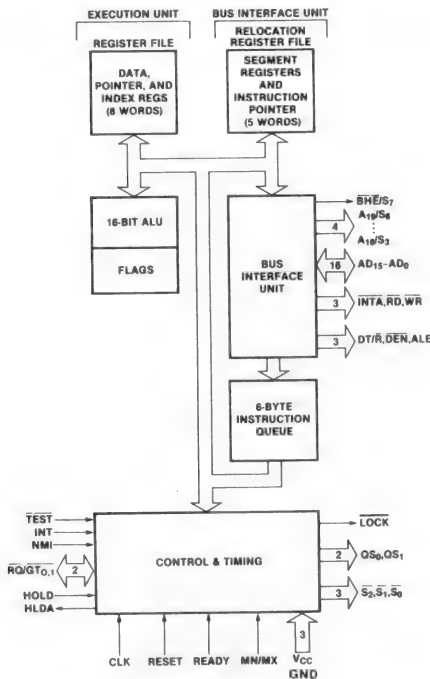 EXECUTION UNIT
BUS INTERFACE UNIT
REGISTER FILE
RELOCATION
REGISTER FILE
DATA,
POINTER, AND
INDEX REGS
(8 WORDS)
SEGMENT
REGISTERS
AND
INSTRUCTION
POINTER
(5 WORDS)
16-BIT ALU
FLAGS
BUS
INTERFACE
UNIT
BHE/S7
A19/S6
4
A16/S3
16
AD15-AD0
3
INTA,RD,WR
3
DT/R,DEN,ALE
6-BYTE
INSTRUCTION
QUEUE
TEST
INT
NMI
RQ/GT0,1
2
HOLD
HLDA
CONTROL & TIMING
LOCK
2
QS0,QS1
3
S2,S1,S0
CLK
RESET
READY
MN/MX
3
VCC
GND